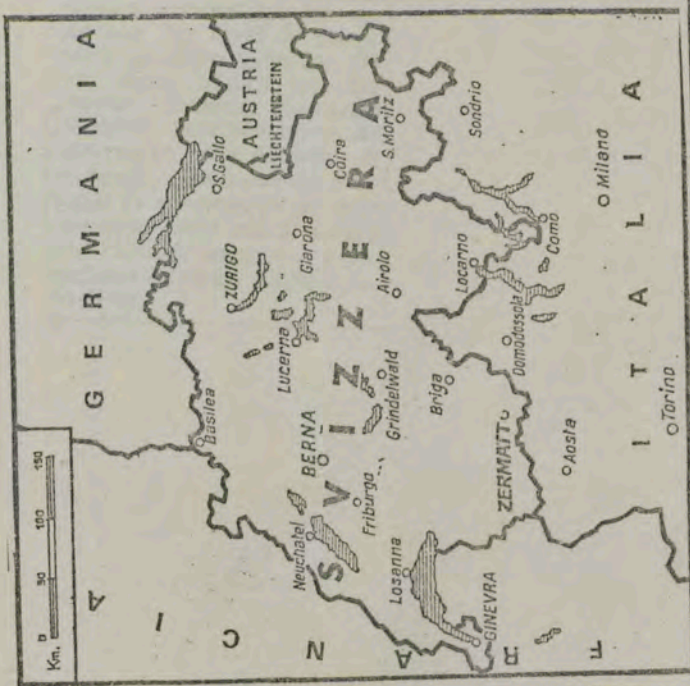 GERMANIA
Km. 0 50 100 150
Basilea
S.Gallo
AUSTRIA
LIECHTENSTEIN
ZURIGO
Glarona
Lucerna
Coira
BERNA
Neuchatel
SVIZZERA
Friburgo
Grindelwald
Airolo
S.Moritz
Losanna
Briga
Locarno
Sondrio
GINEVRA
ZERMATT
Domodossola
Como
Aosta
Milano
Torino
ITALIA
FRANCIA